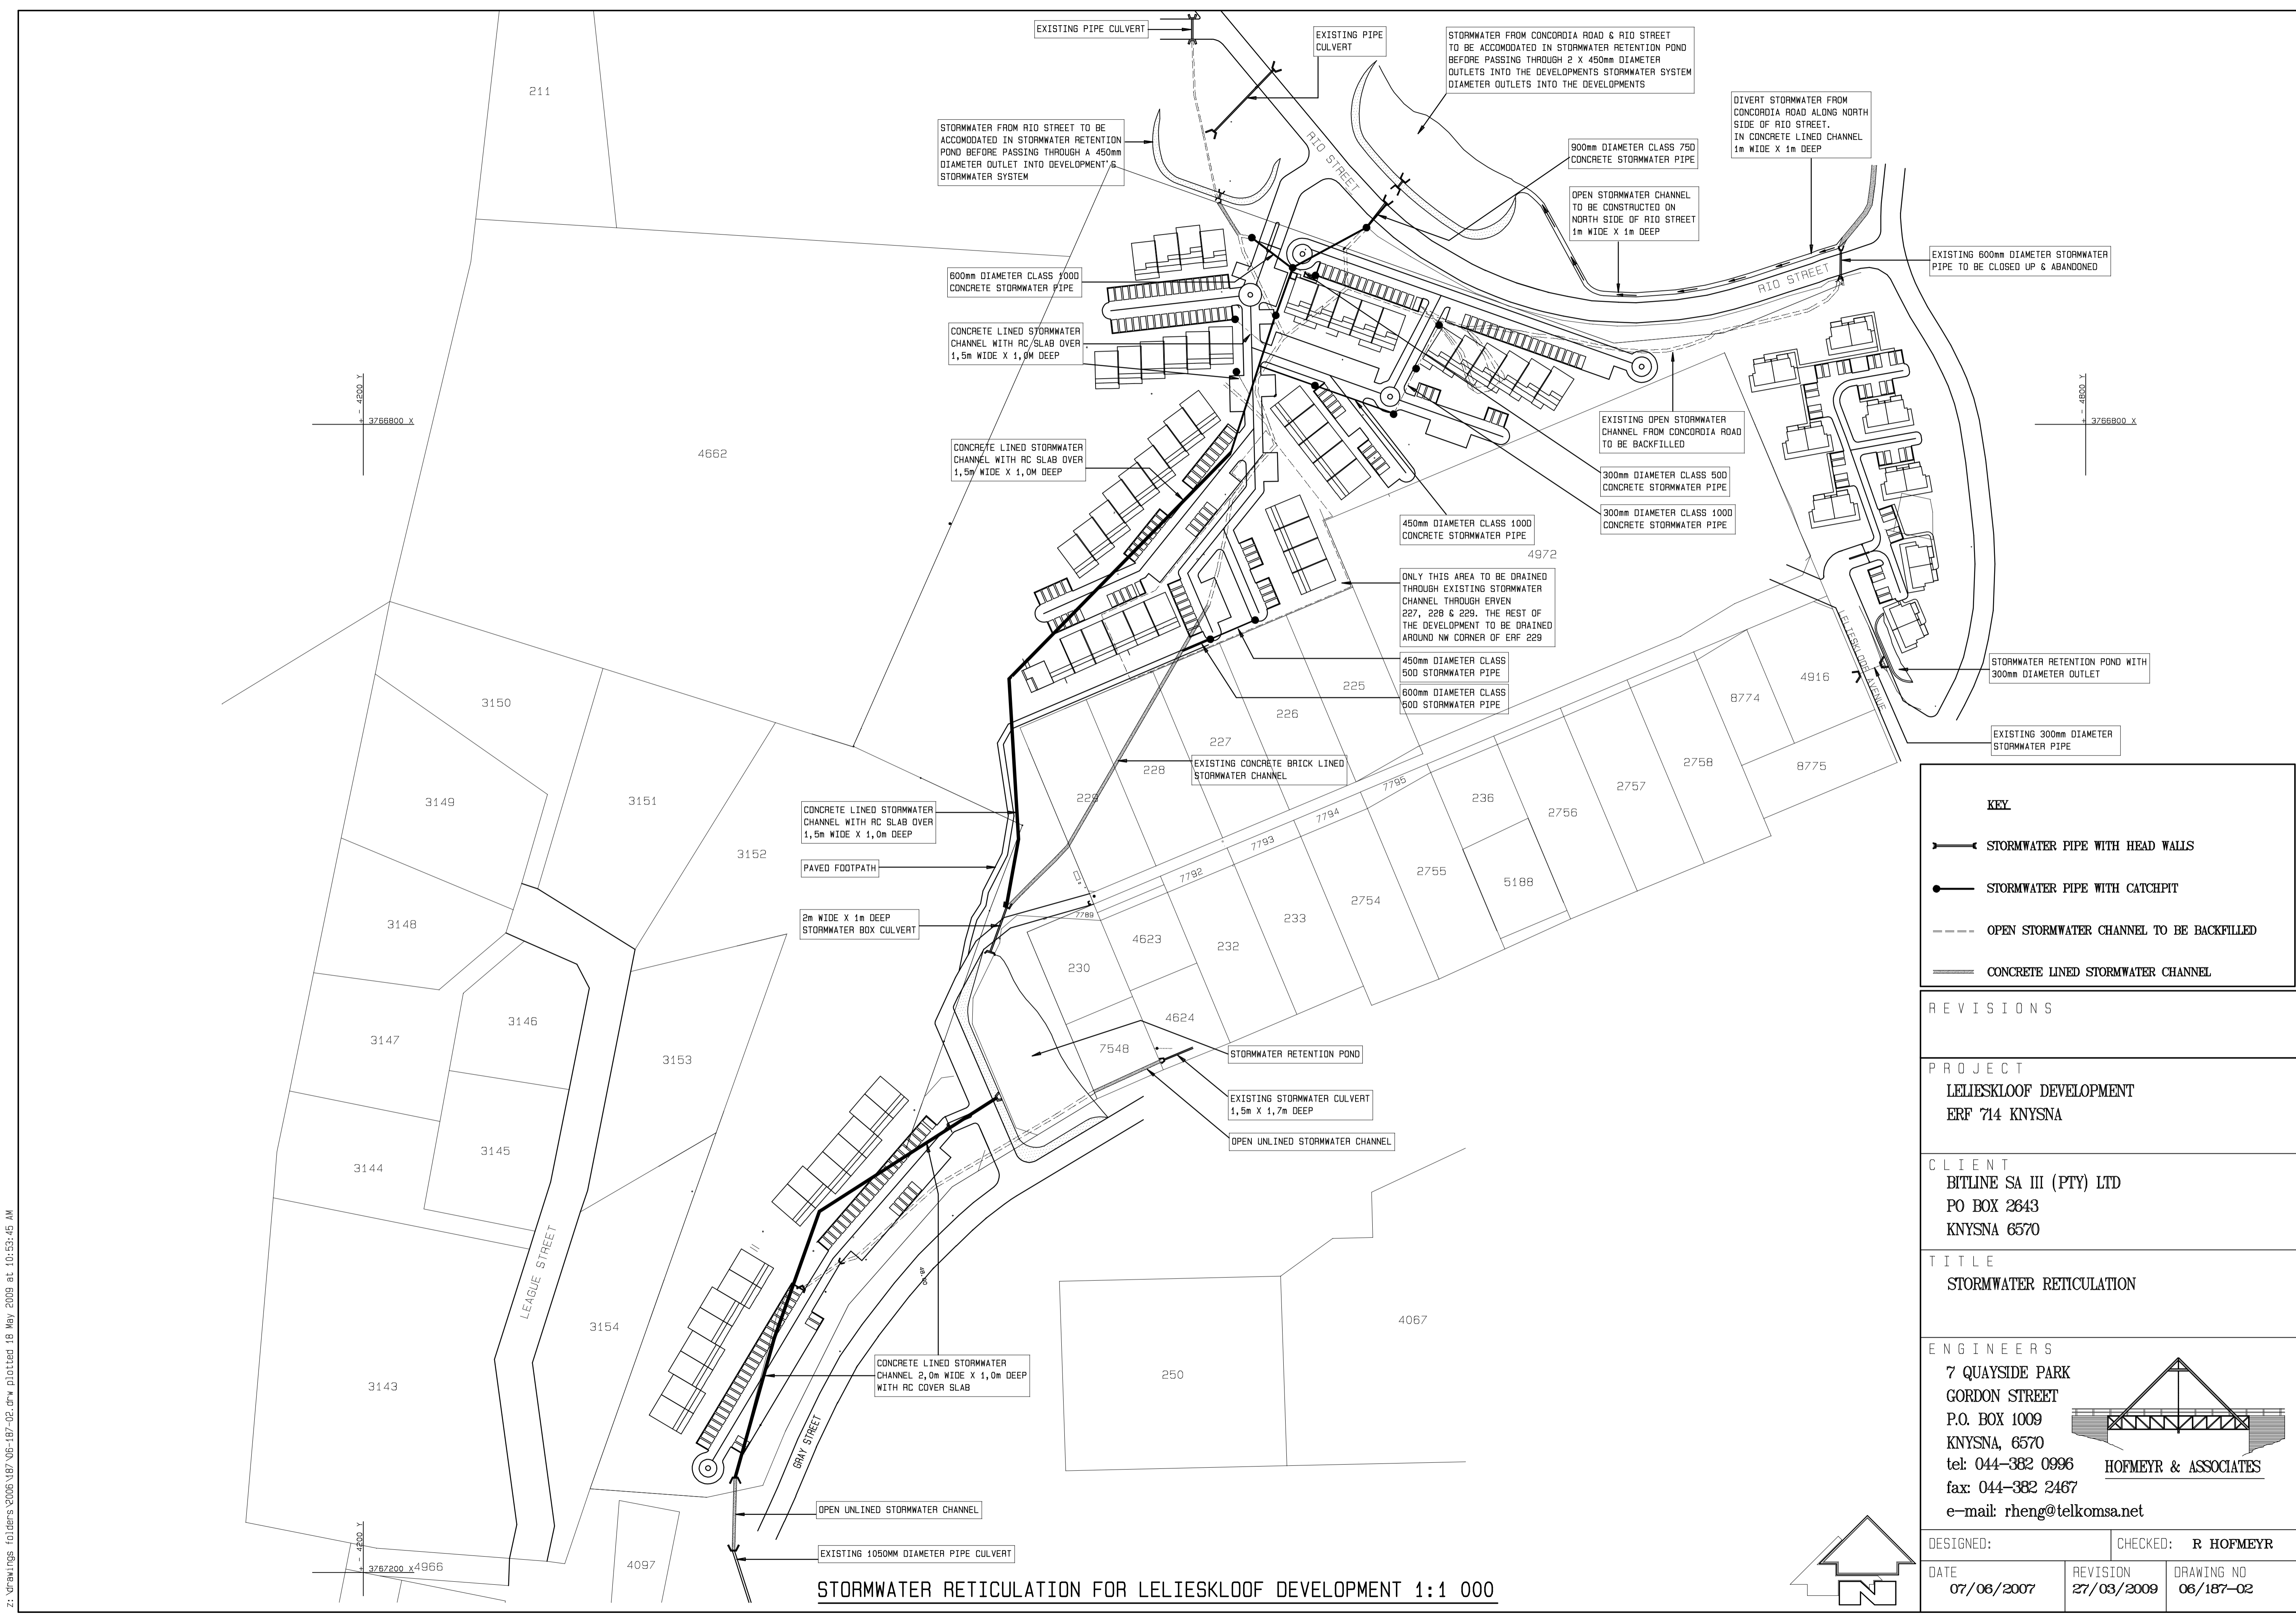 EXISTING PIPE CULVERT
EXISTING PIPE
CULVERT
STORMWATER FROM CONCORDIA ROAD & RIO STREET
TO BE ACCOMODATED IN STORMWATER RETENTION POND
BEFORE PASSING THROUGH 2 X 450mm DIAMETER
OUTLETS INTO THE DEVELOPMENTS STORMWATER SYSTEM
DIAMETER OUTLETS INTO THE DEVELOPMENTS
DIVERT STORMWATER FROM
CONCORDIA ROAD ALONG NORTH
SIDE OF RIO STREET.
IN CONCRETE LINED CHANNEL
1m WIDE X 1m DEEP
211
STORMWATER FROM RIO STREET TO BE
ACCOMODATED IN STORMWATER RETENTION
POND BEFORE PASSING THROUGH A 450mm
DIAMETER OUTLET INTO DEVELOPMENT'S
STORMWATER SYSTEM
RIO STREET
900mm DIAMETER CLASS 75D
CONCRETE STORMWATER PIPE
OPEN STORMWATER CHANNEL
TO BE CONSTRUCTED ON
NORTH SIDE OF RIO STREET
1m WIDE X 1m DEEP
EXISTING 600mm DIAMETER STORMWATER
PIPE TO BE CLOSED UP & ABANDONED
RIO STREET
600mm DIAMETER CLASS 100D
CONCRETE STORMWATER PIPE
CONCRETE LINED STORMWATER
CHANNEL WITH RC SLAB OVER
1,5m WIDE X 1,0M DEEP
- 4200 Y
3766800 X
- 4800 Y
3766800 X
EXISTING OPEN STORMWATER
CHANNEL FROM CONCORDIA ROAD
TO BE BACKFILLED
4662
CONCRETE LINED STORMWATER
CHANNEL WITH RC SLAB OVER
1,5m WIDE X 1,0M DEEP
300mm DIAMETER CLASS 50D
CONCRETE STORMWATER PIPE
300mm DIAMETER CLASS 100D
CONCRETE STORMWATER PIPE
450mm DIAMETER CLASS 100D
CONCRETE STORMWATER PIPE
4972
ONLY THIS AREA TO BE DRAINED
THROUGH EXISTING STORMWATER
CHANNEL THROUGH ERVEN
227, 228 & 229. THE REST OF
THE DEVELOPMENT TO BE DRAINED
AROUND NW CORNER OF ERF 229
450mm DIAMETER CLASS
50D STORMWATER PIPE
600mm DIAMETER CLASS
50D STORMWATER PIPE
LELIESKLOOF AVENUE
STORMWATER RETENTION POND WITH
300mm DIAMETER OUTLET
EXISTING 300mm DIAMETER
STORMWATER PIPE
4916
8774
8775
2758
2757
2756
236
5188
2755
2754
225
226
227
228
229
EXISTING CONCRETE BRICK LINED
STORMWATER CHANNEL
7795
7794
7793
7792
7789
3150
3149
3151
3152
3148
3147
3146
3153
3145
3144
3154
3143
CONCRETE LINED STORMWATER
CHANNEL WITH RC SLAB OVER
1,5m WIDE X 1,0m DEEP
PAVED FOOTPATH
2m WIDE X 1m DEEP
STORMWATER BOX CULVERT
4623
233
232
230
4624
7548
STORMWATER RETENTION POND
EXISTING STORMWATER CULVERT
1,5m X 1,7m DEEP
OPEN UNLINED STORMWATER CHANNEL
LEAGUE STREET
GRAY STREET
4067
250
CONCRETE LINED STORMWATER
CHANNEL 2,0m WIDE X 1,0m DEEP
WITH RC COVER SLAB
OPEN UNLINED STORMWATER CHANNEL
EXISTING 1050MM DIAMETER PIPE CULVERT
- 4200 Y
3767200 X
4966
4097
STORMWATER RETICULATION FOR LELIESKLOOF DEVELOPMENT 1:1 000
N
KEY
STORMWATER PIPE WITH HEAD WALLS
STORMWATER PIPE WITH CATCHPIT
OPEN STORMWATER CHANNEL TO BE BACKFILLED
CONCRETE LINED STORMWATER CHANNEL
REVISIONS
PROJECT
LELIESKLOOF DEVELOPMENT
ERF 714 KNYSNA
CLIENT
BITLINE SA III (PTY) LTD
PO BOX 2643
KNYSNA 6570
TITLE
STORMWATER RETICULATION
ENGINEERS
7 QUAYSIDE PARK
GORDON STREET
P.O. BOX 1009
KNYSNA, 6570
tel: 044-382 0996
fax: 044-382 2467
e-mail: rheng@telkomsa.net
HOFMEYR & ASSOCIATES
DESIGNED:
CHECKED: R HOFMEYR
DATE
07/06/2007
REVISION
27/03/2009
DRAWING NO
06/187-02
z:\drawings folders\2006\187\06-187-02.drw plotted 18 May 2009 at 10:53:45 AM